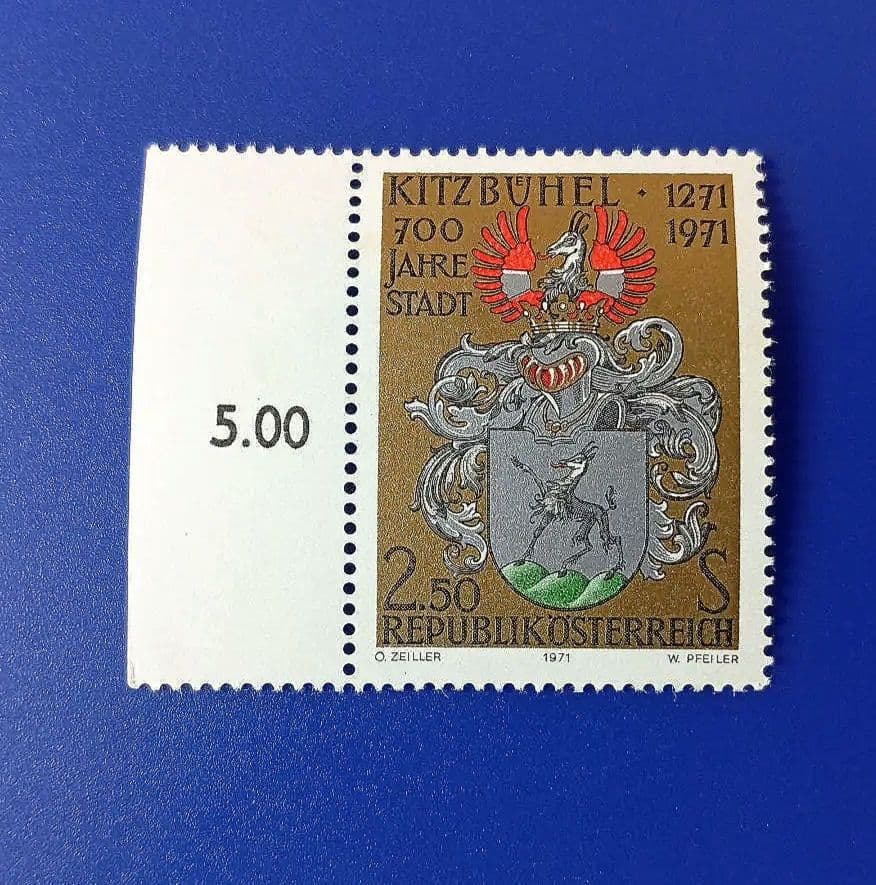 KITZBÜHEL · 1271
700 1971
JAHRE
STADT
5.00
2.50 S
REPUBLIK ÖSTERREICH
O. ZEILLER 1971 W. PFEILER